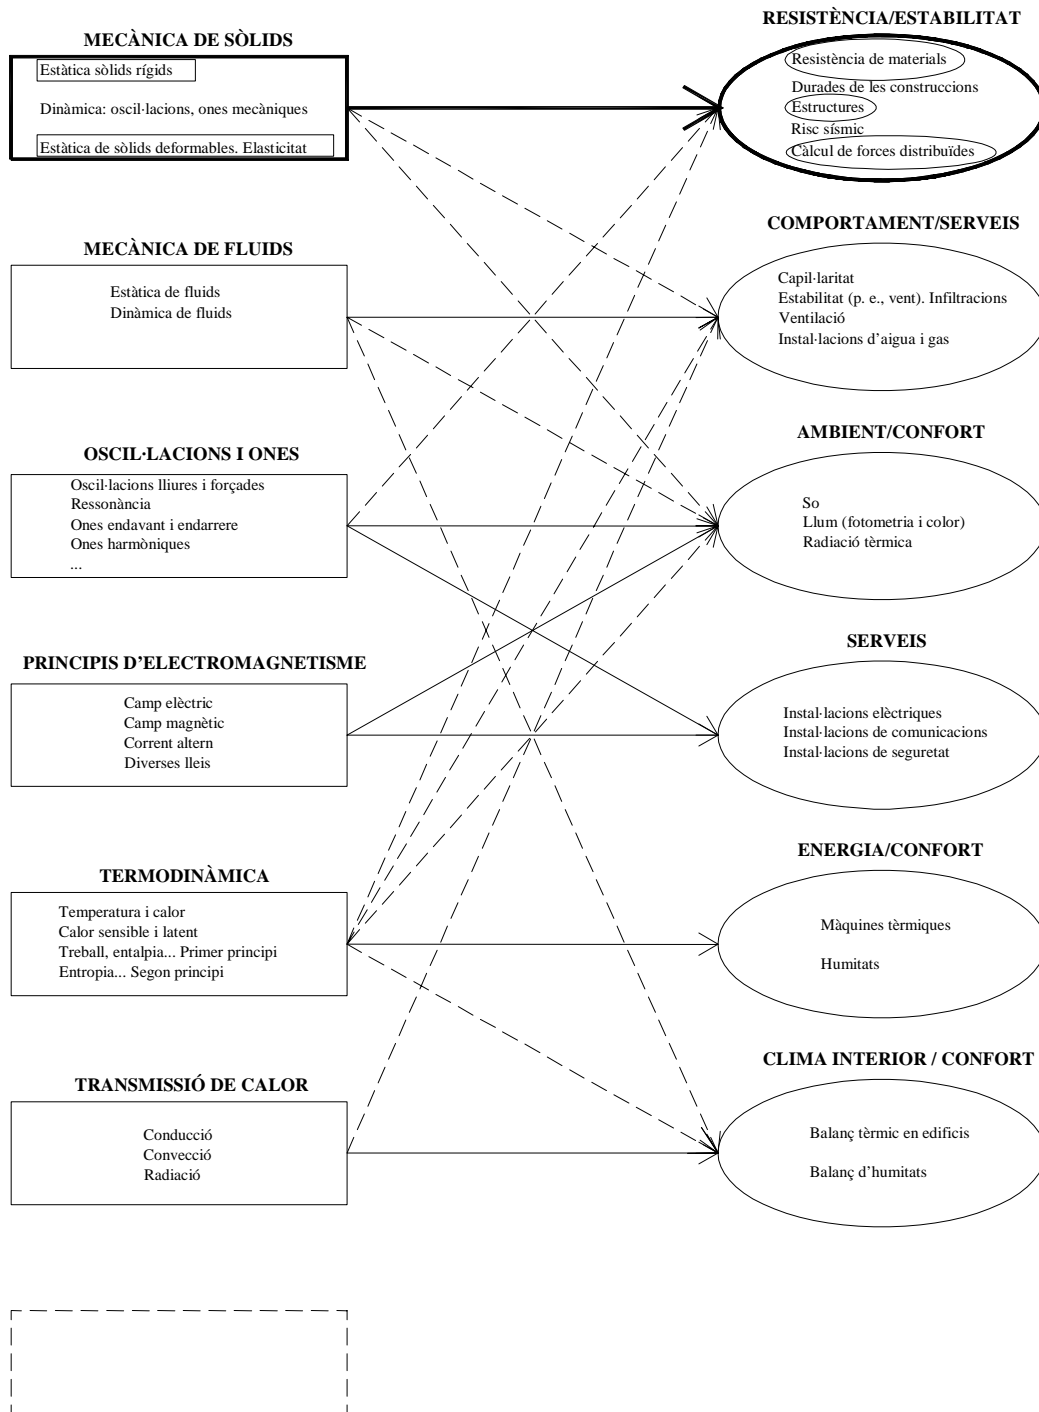 MECÀNICA DE SÒLIDS
Estàtica sòlids rígids
Dinàmica: oscil·lacions, ones mecàniques
Estàtica de sòlids deformables. Elasticitat
RESISTÈNCIA/ESTABILITAT
Resistència de materials
Durades de les construccions
Estructures
Risc sísmic
Càlcul de forces distribuïdes
MECÀNICA DE FLUIDS
Estàtica de fluids
Dinàmica de fluids
COMPORTAMENT/SERVEIS
Capil·laritat
Estabilitat (p. e., vent). Infiltracions
Ventilació
Instal·lacions d’aigua i gas
OSCIL·LACIONS I ONES
Oscil·lacions lliures i forçades
Ressonància
Ones endavant i endarrere
Ones harmòniques
...
AMBIENT/CONFORT
So
Llum (fotometria i color)
Radiació tèrmica
PRINCIPIS D’ELECTROMAGNETISME
Camp elèctric
Camp magnètic
Corrent altern
Diverses lleis
SERVEIS
Instal·lacions elèctriques
Instal·lacions de comunicacions
Instal·lacions de seguretat
TERMODINÀMICA
Temperatura i calor
Calor sensible i latent
Treball, entalpia... Primer principi
Entropia... Segon principi
ENERGIA/CONFORT
Màquines tèrmiques
Humitats
TRANSMISSIÓ DE CALOR
Conducció
Convecció
Radiació
CLIMA INTERIOR / CONFORT
Balanç tèrmic en edificis
Balanç d’humitats